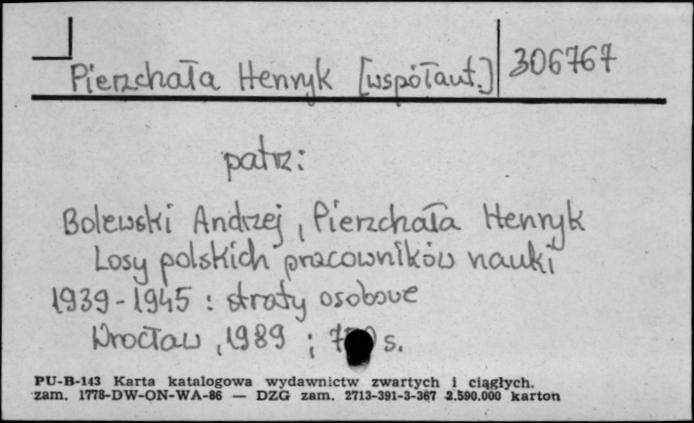 Pierzchała Henryk [współaut.] 306767
patrz:
Bolewski Andrzej, Pierzchała Henryk
Losy polskich pracowników nauki
1939-1945 : straty osobowe
Wrocław, 1989 ; s.
PU-B-143 Karta katalogowa wydawnictw zwartych i ciągłych.
zam. 1778-DW-ON-WA-86 — DZG zam. 2713-391-3-367 2.590.000 karton